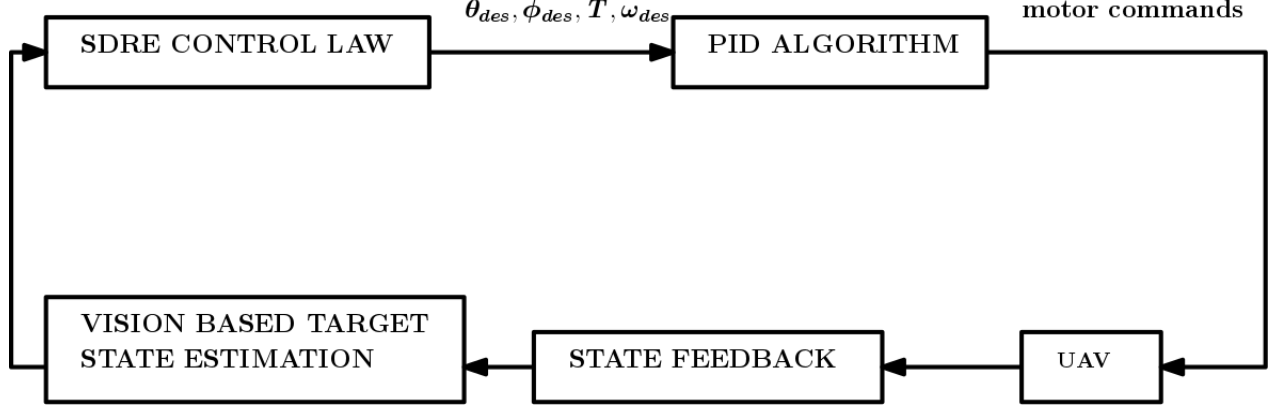 θdes, ϕdes, T, ωdes
motor commands
SDRE CONTROL LAW
PID ALGORITHM
VISION BASED TARGET
STATE ESTIMATION
STATE FEEDBACK
UAV